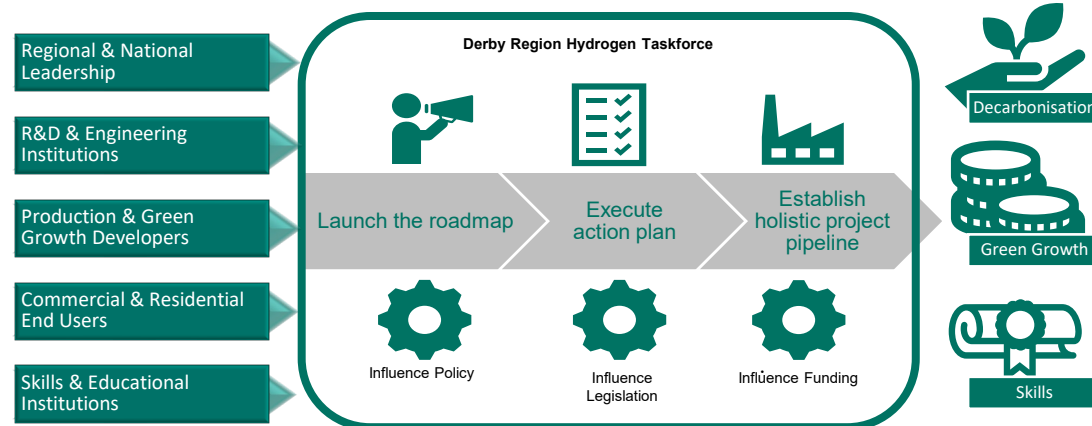 Regional & National
Leadership
R&D & Engineering
Institutions
Production & Green
Growth Developers
Commercial & Residential
End Users
Skills & Educational
Institutions
Derby Region Hydrogen Taskforce
Launch the roadmap
Execute
action plan
Establish
holistic project
pipeline
Influence Policy
Influence
Legislation
Influence Funding
Decarbonisation
Green Growth
Skills